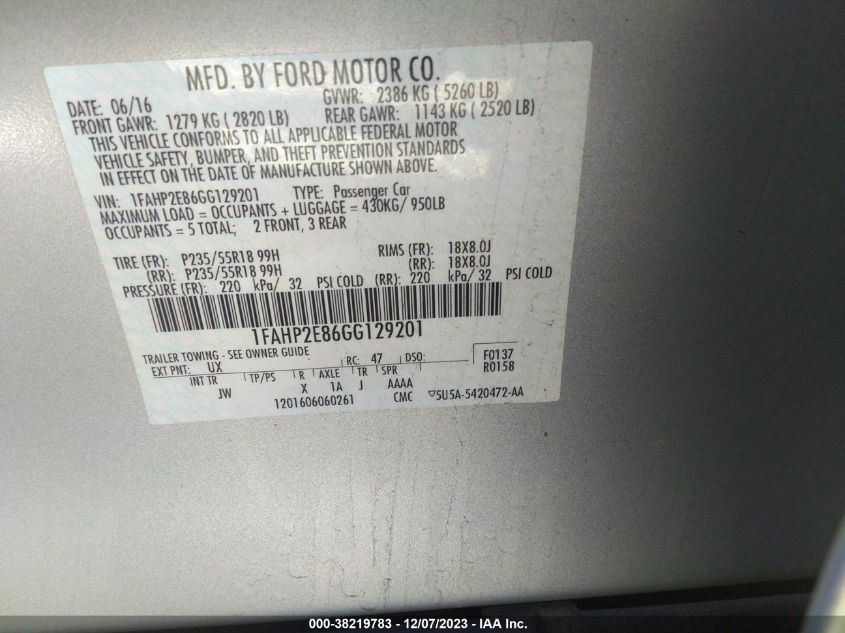 MFD. BY FORD MOTOR CO.
DATE: 06/16 GVWR: 2386 KG ( 5260 LB)
FRONT GAWR: 1279 KG ( 2820 LB) REAR GAWR: 1143 KG ( 2520 LB)
THIS VEHICLE CONFORMS TO ALL APPLICABLE FEDERAL MOTOR
VEHICLE SAFETY, BUMPER, AND THEFT PREVENTION STANDARDS
IN EFFECT ON THE DATE OF MANUFACTURE SHOWN ABOVE.
VIN: 1FAHP2E86GG129201 TYPE: Passenger Car
MAXIMUM LOAD = OCCUPANTS + LUGGAGE = 430KG/ 950LB
OCCUPANTS = 5 TOTAL; 2 FRONT, 3 REAR
TIRE (FR): P235/55R18 99H RIMS (FR): 18X8.0J
(RR): P235/55R18 99H (RR): 18X8.0J
PRESSURE (FR): 220 kPa/ 32 PSI COLD (RR): 220 kPa/ 32 PSI COLD
1FAHP2E86GG129201
TRAILER TOWING - SEE OWNER GUIDE
EXT PNT: UX RC: 47 DSO: F0137
R0158
INT TR TP/PS R AXLE TR SPR
JW X 1A J AAAA
1201606060261 CMC ▽5U5A-5420472-AA
000-38219783 - 12/07/2023 - IAA Inc.